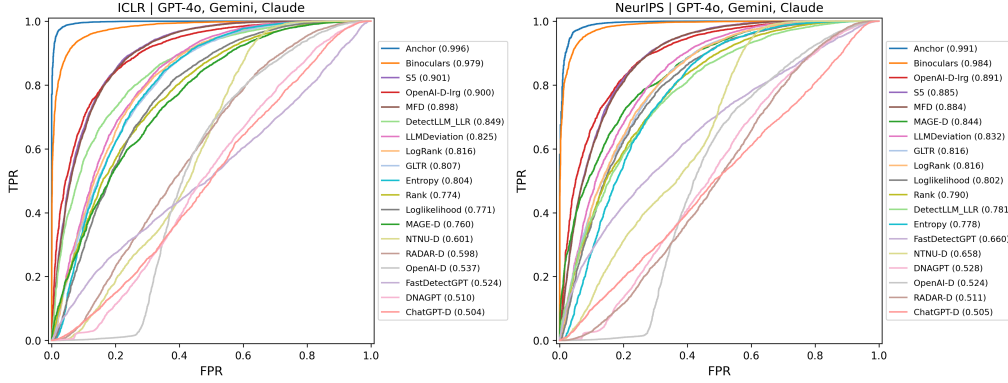 ICLR | GPT-4o, Gemini, Claude
1.0
0.8
0.6
0.4
0.2
0.0
TPR
0.0 0.2 0.4 0.6 0.8 1.0
FPR
Anchor (0.996)
Binoculars (0.979)
S5 (0.901)
OpenAI-D-lrg (0.900)
MFD (0.898)
DetectLLM_LLR (0.849)
LLMDeviation (0.825)
LogRank (0.816)
GLTR (0.807)
Entropy (0.804)
Rank (0.774)
Loglikelihood (0.771)
MAGE-D (0.760)
NTNU-D (0.601)
RADAR-D (0.598)
OpenAI-D (0.537)
FastDetectGPT (0.524)
DNAGPT (0.510)
ChatGPT-D (0.504)
NeurIPS | GPT-4o, Gemini, Claude
1.0
0.8
0.6
0.4
0.2
0.0
TPR
0.0 0.2 0.4 0.6 0.8 1.0
FPR
Anchor (0.991)
Binoculars (0.984)
OpenAI-D-lrg (0.891)
S5 (0.885)
MFD (0.884)
MAGE-D (0.844)
LLMDeviation (0.832)
GLTR (0.816)
LogRank (0.816)
Loglikelihood (0.802)
Rank (0.790)
DetectLLM_LLR (0.781
Entropy (0.778)
FastDetectGPT (0.660)
NTNU-D (0.658)
DNAGPT (0.528)
OpenAI-D (0.524)
RADAR-D (0.511)
ChatGPT-D (0.505)